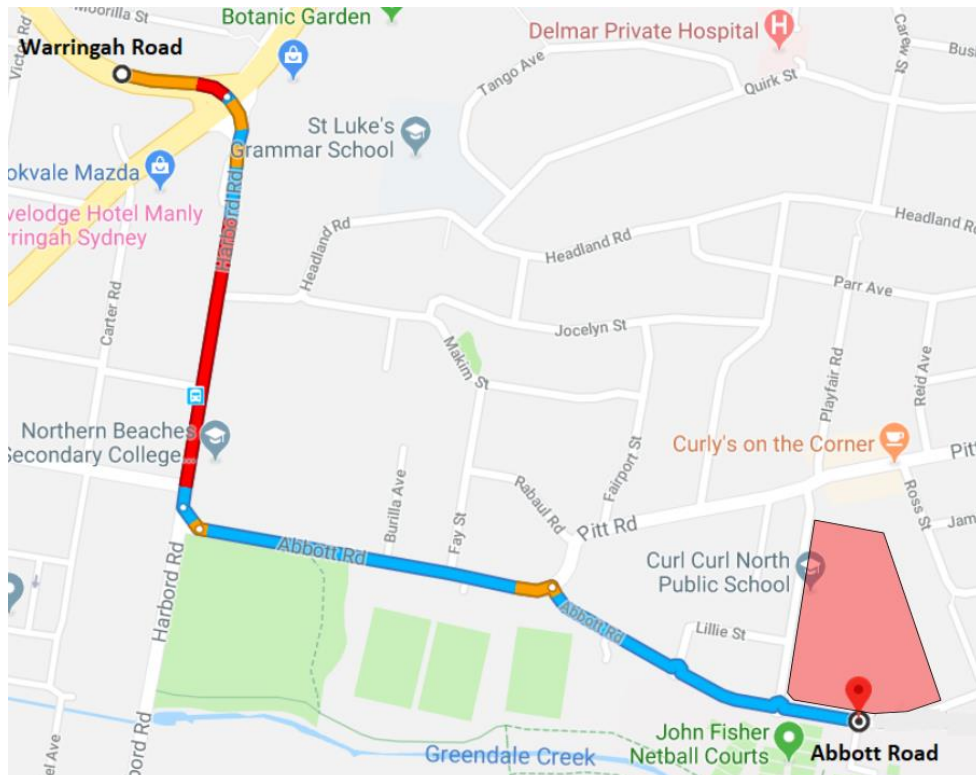 Moorilla St
Botanic Garden
Warringah Road
Delmar Private Hospital
H
Carew St
Tango Ave
Quirk St
St Luke's
Grammar School
okvale Mazda
velodge Hotel Manly
rringah Sydney
Harbord Rd
Headland Rd
Headland Rd
Headland
Parr Ave
Carter Rd
Jocelyn St
Makim St
Playfair Rd
Reid Ave
Northern Beaches
Secondary College
Curly's on the Corner
Burilla Ave
Fay St
Rabaul Rd
Fairport St
Pitt Rd
Ross St
Abbott Rd
Curl Curl North
Public School
Harbord Rd
Abbott Rd
Lillie St
John Fisher
Netball Courts
Greendale Creek
Abbott Road
bord Rd